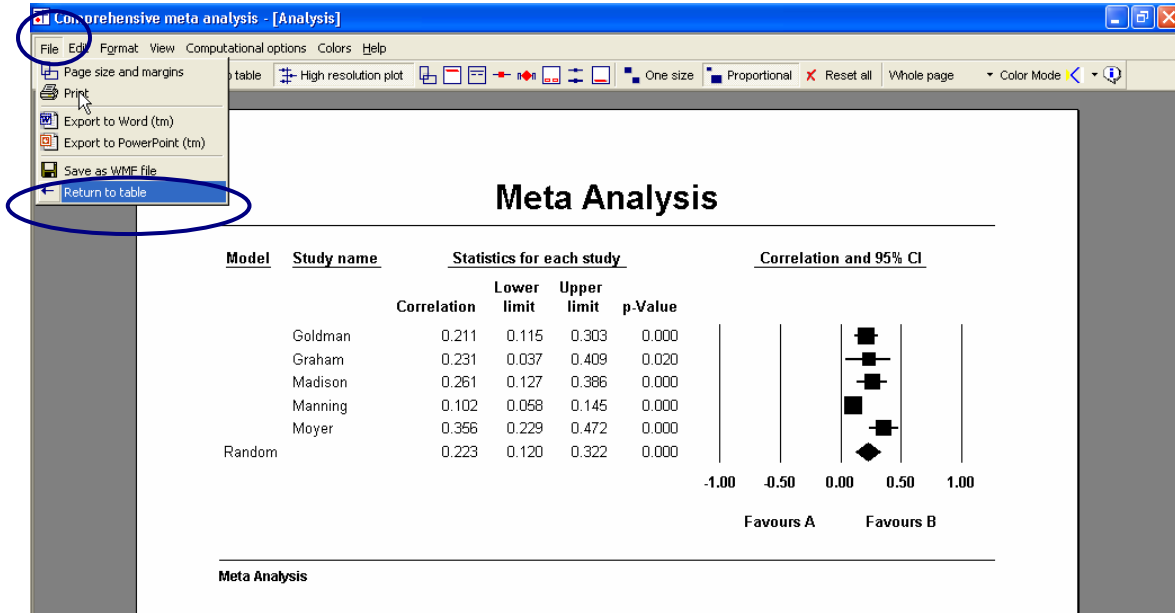 Comprehensive meta analysis - [Analysis]
File Edit Format View Computational options Colors Help
Page size and margins
table High resolution plot One size Proportional Reset all Whole page Color Mode
Print
Export to Word (tm)
Export to PowerPoint (tm)
Save as WMF file
Return to table
Meta Analysis
Model Study name Statistics for each study Correlation and 95% CI
Lower Upper
Correlation limit limit p-Value
Goldman 0.211 0.115 0.303 0.000
Graham 0.231 0.037 0.409 0.020
Madison 0.261 0.127 0.386 0.000
Manning 0.102 0.058 0.145 0.000
Moyer 0.356 0.229 0.472 0.000
Random 0.223 0.120 0.322 0.000
-1.00 -0.50 0.00 0.50 1.00
Favours A Favours B
Meta Analysis